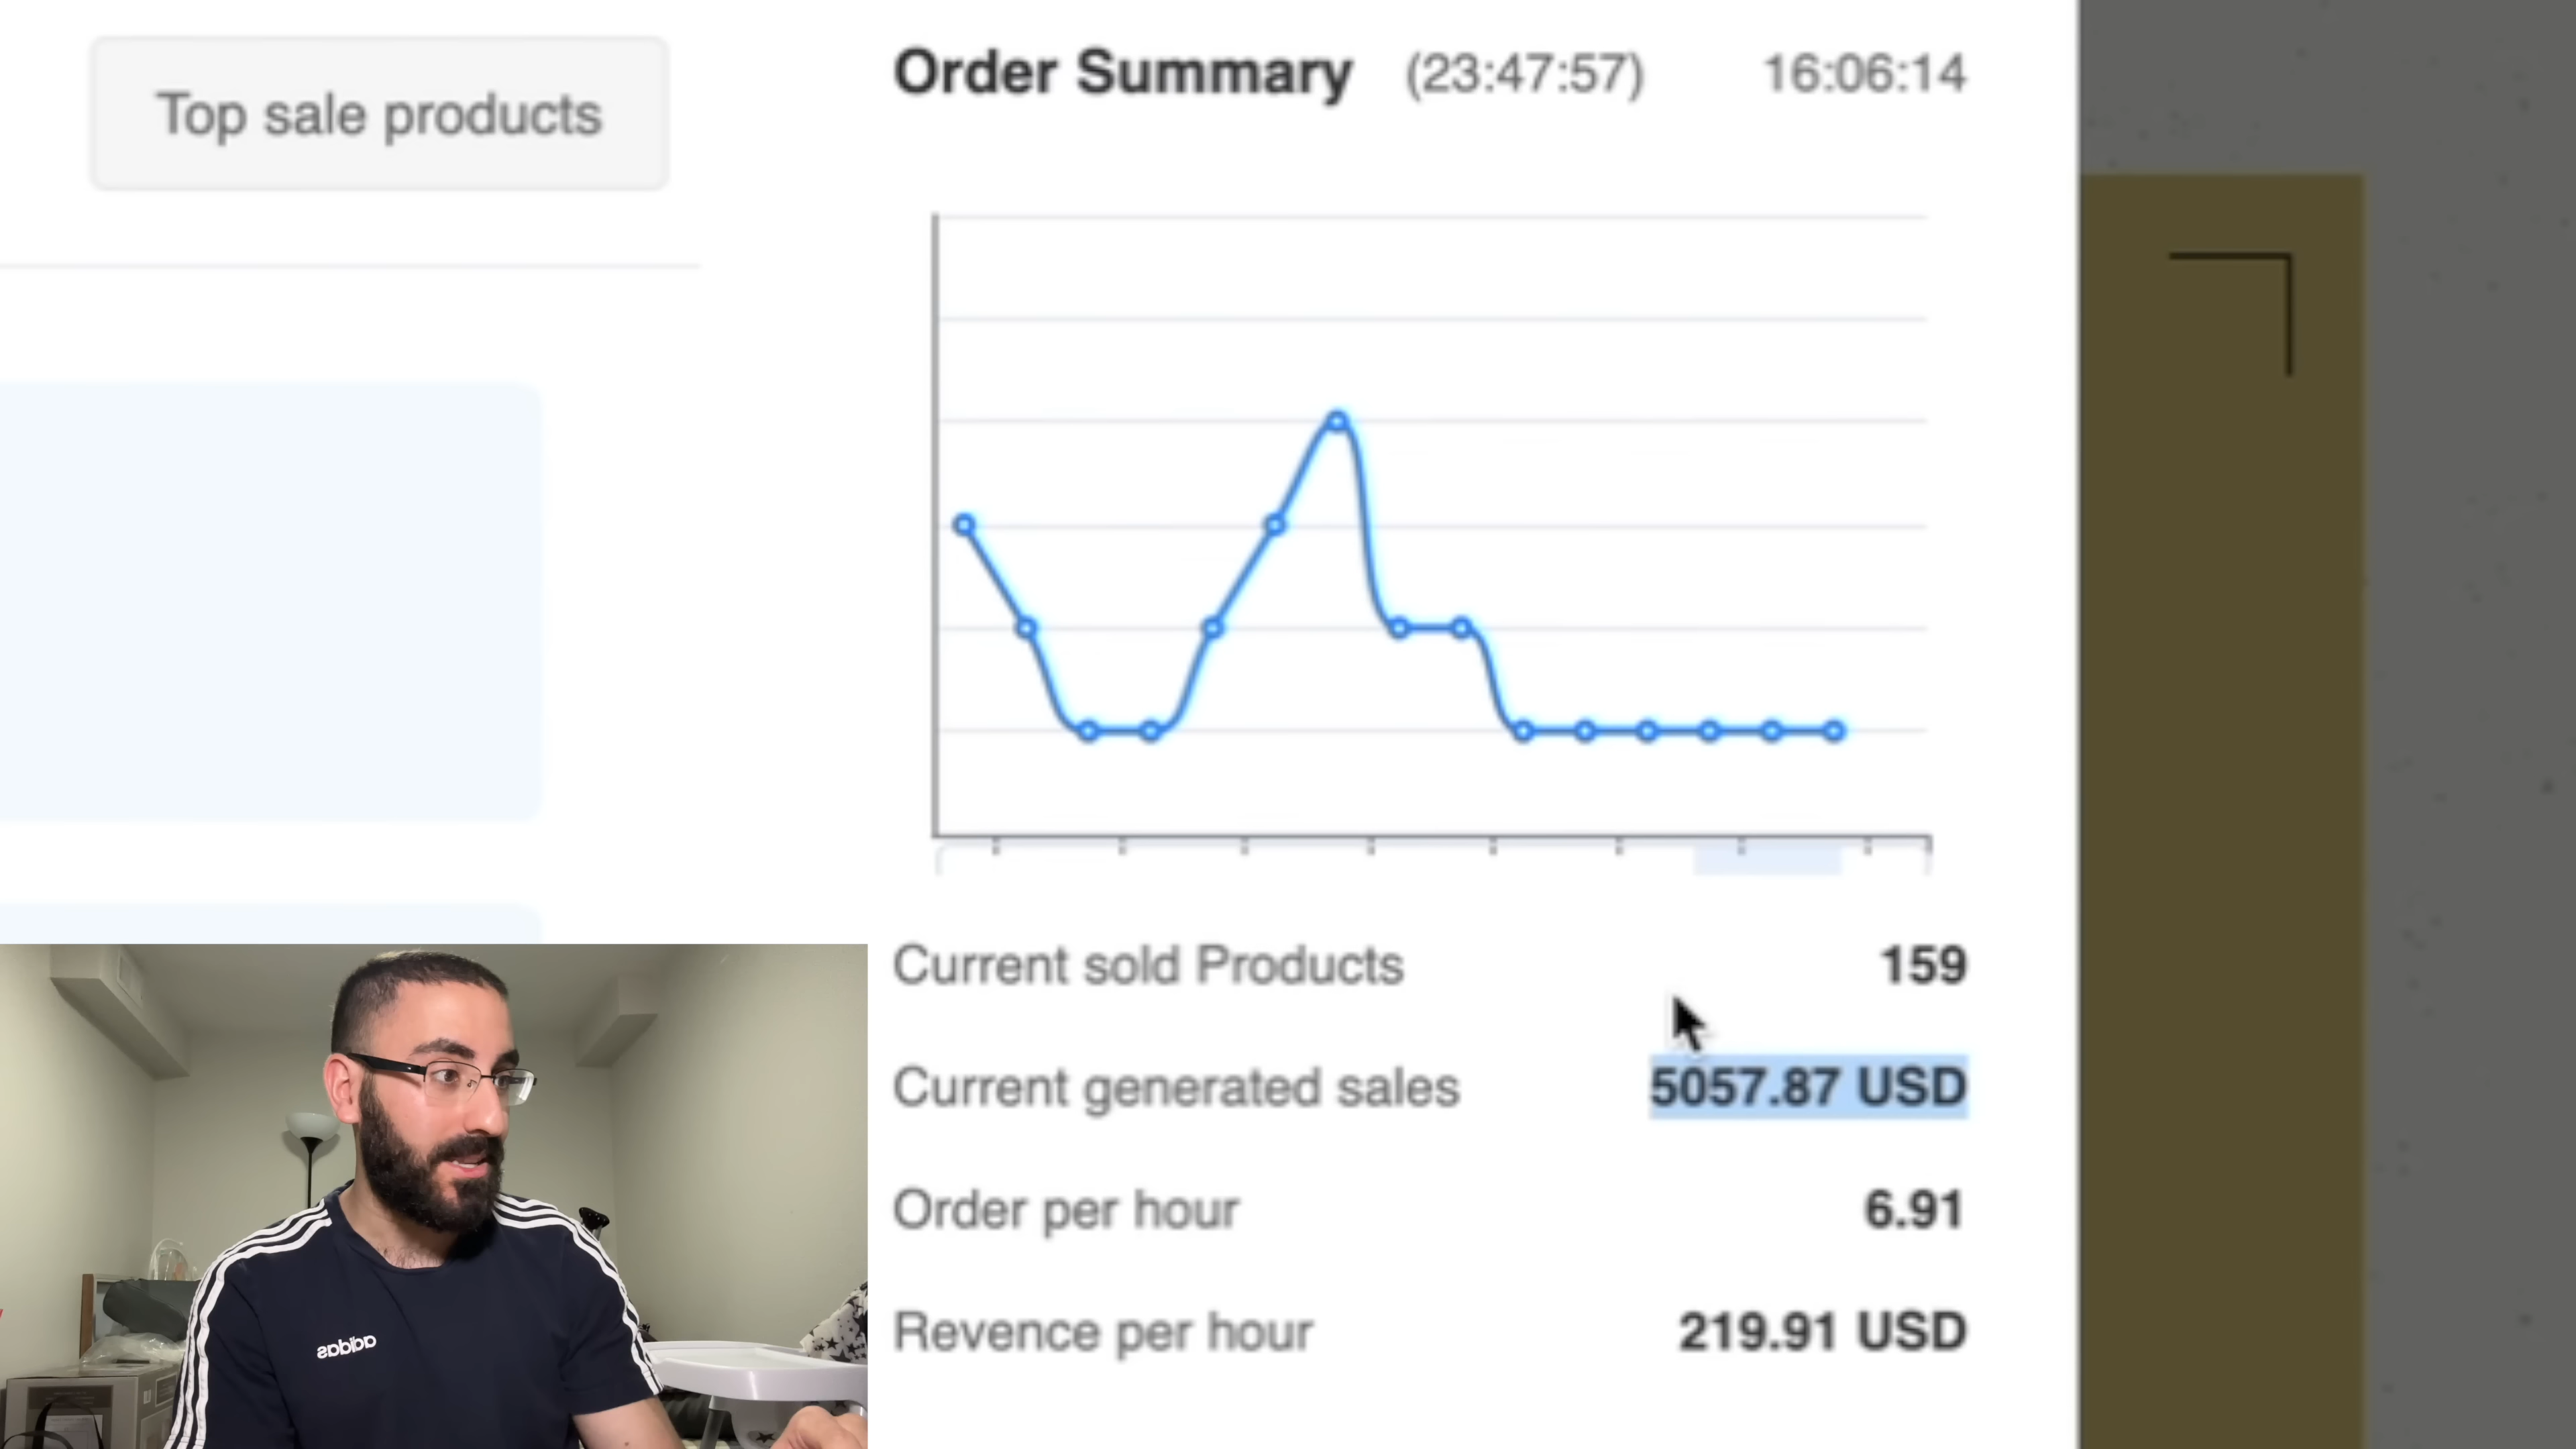 Top sale products
Order Summary (23:47:57) 16:06:14
Current sold Products 159
Current generated sales 5057.87 USD
Order per hour 6.91
Revence per hour 219.91 USD
adidas